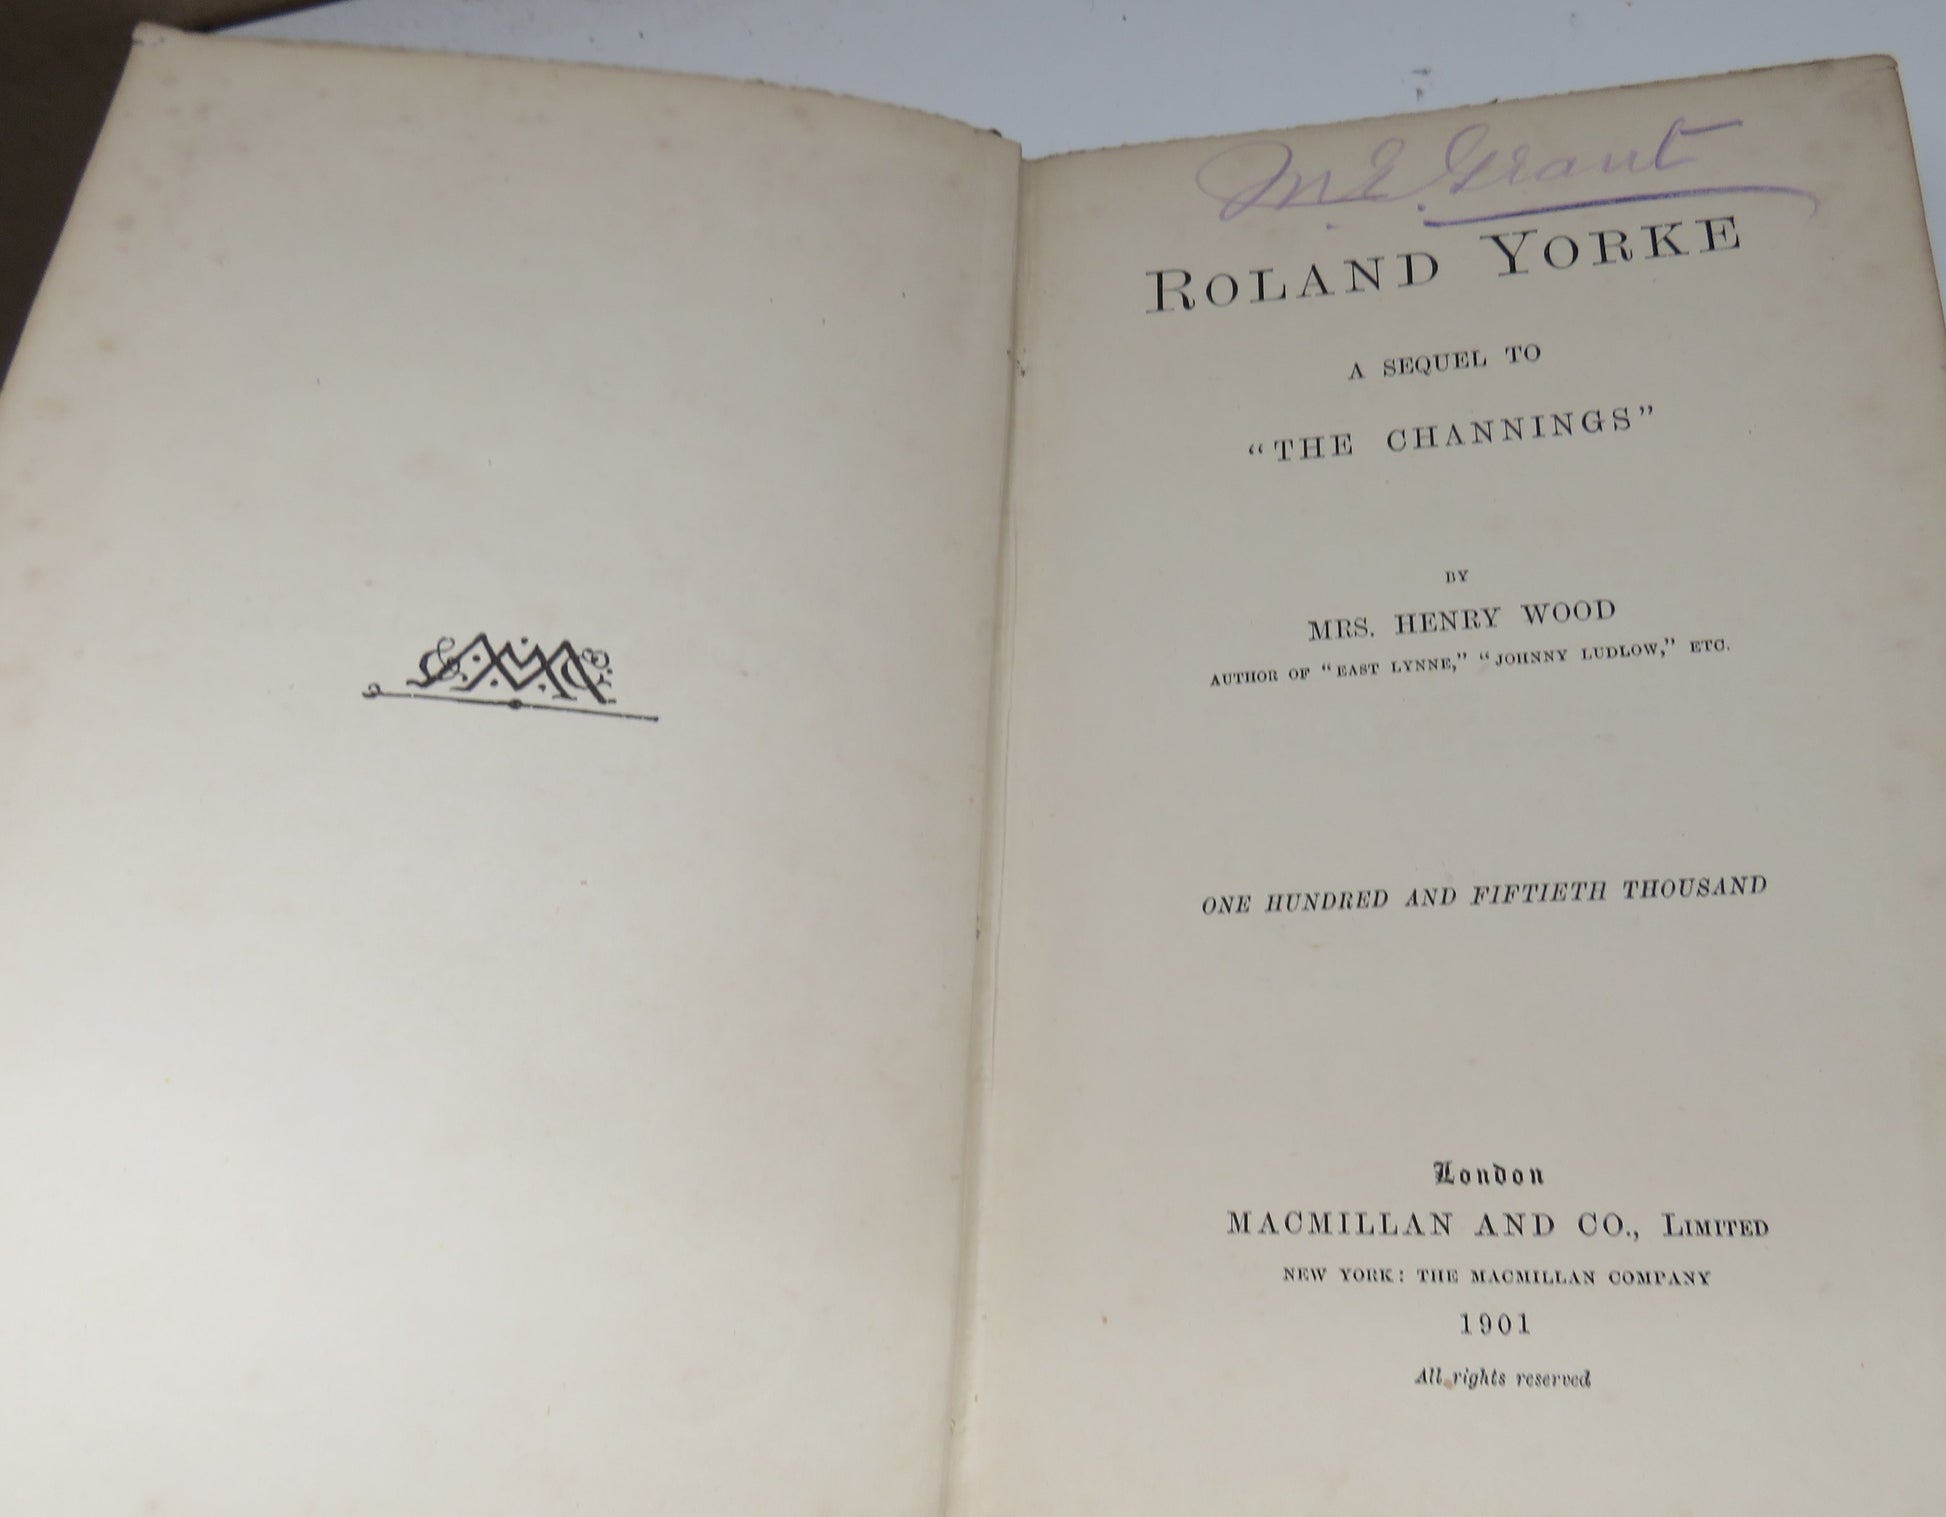 M. E. Grant
ROLAND YORKE
A SEQUEL TO
“THE CHANNINGS”
BY
MRS. HENRY WOOD
AUTHOR OF “EAST LYNNE,” “JOHNNY LUDLOW,” ETC.
ONE HUNDRED AND FIFTIETH THOUSAND
London
MACMILLAN AND CO., LIMITED
NEW YORK: THE MACMILLAN COMPANY
1901
All rights reserved